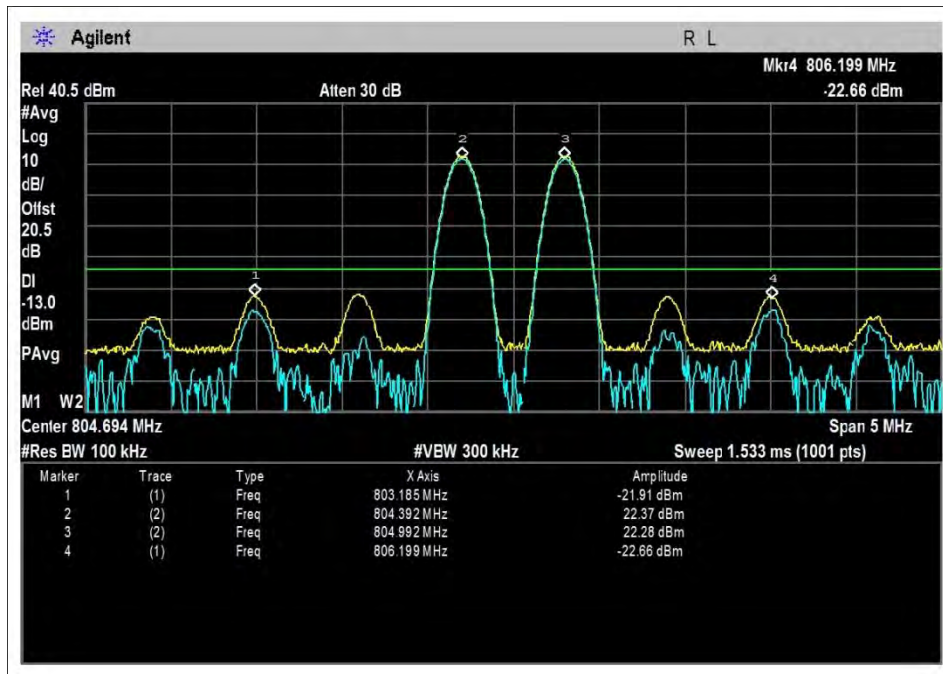 Agilent R L
Mkr4 806.199 MHz
Ref 40.5 dBm Atten 30 dB -22.66 dBm
#Avg
Log
10
dB/
Offst
20.5
dB
DI
-13.0
dBm
PAvg
M1 W2
2 3
1
4
Center 804.694 MHz Span 5 MHz
#Res BW 100 kHz #VBW 300 kHz Sweep 1.533 ms (1001 pts)
Marker Trace Type X Axis Amplitude
1 (1) Freq 803.185 MHz -21.91 dBm
2 (2) Freq 804.392 MHz 22.37 dBm
3 (2) Freq 804.992 MHz 22.28 dBm
4 (1) Freq 806.199 MHz -22.66 dBm